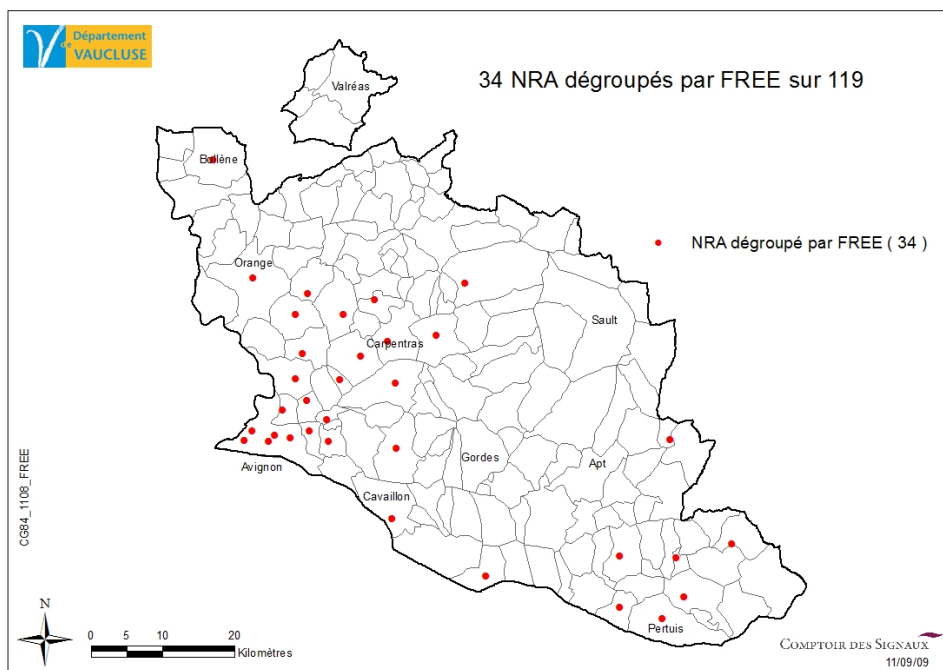 Département
de VAUCLUSE
34 NRA dégroupés par FREE sur 119
Valréas
Bollène
NRA dégroupé par FREE ( 34 )
Orange
Sault
Carpentras
Gordes
Apt
Avignon
Cavaillon
Pertuis
CG84_1108_FREE
N
0 5 10 20
Kilomètres
COMPTOIR DES SIGNAUX
11/09/09